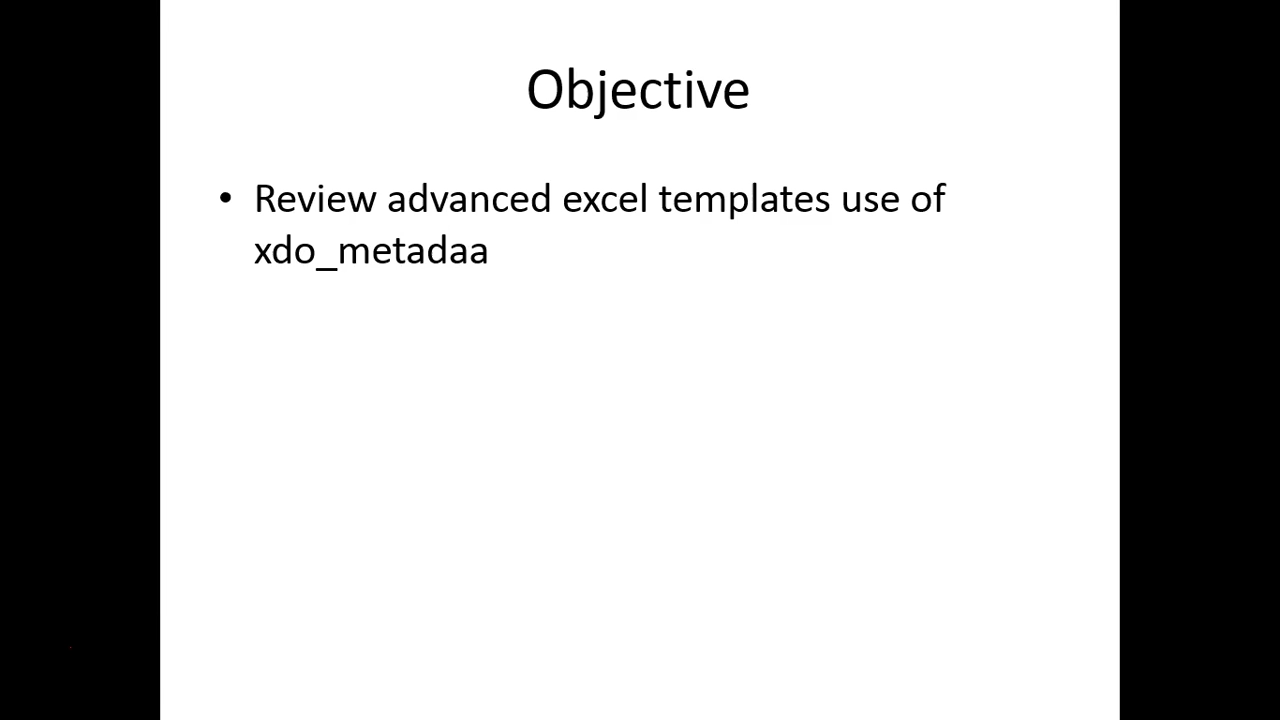 Objective
• Review advanced excel templates use of
xdo_metadaa